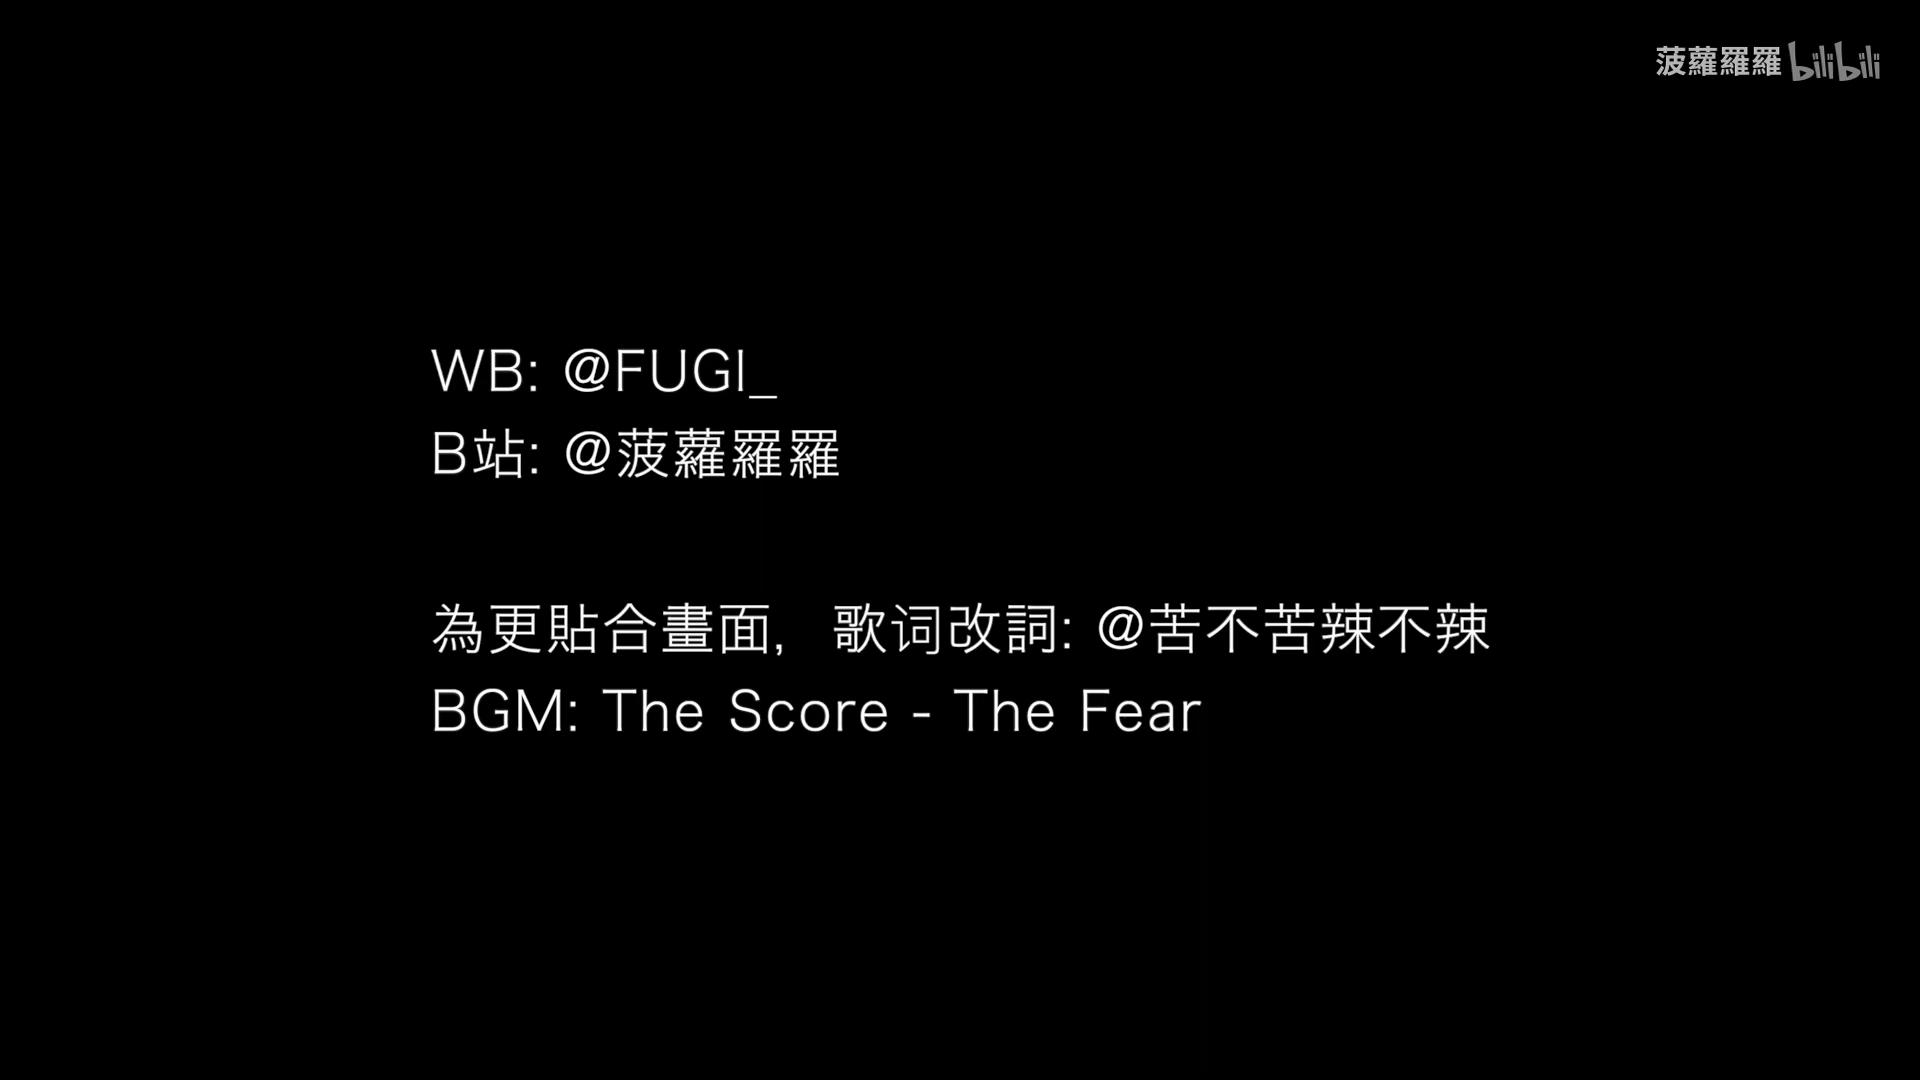 菠蘿羅羅 bilibili
WB: @FUGI_
B站: @菠蘿羅羅
為更貼合畫面，歌词改詞: @苦不苦辣不辣
BGM: The Score - The Fear